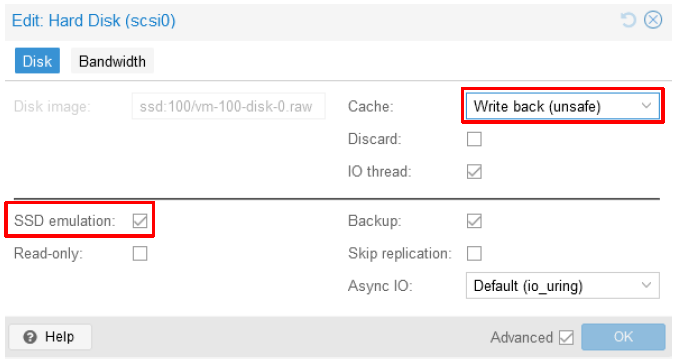 Edit: Hard Disk (scsi0)
Disk Bandwidth
Disk image: ssd:100/vm-100-disk-0.raw Cache: Write back (unsafe)
Discard:
IO thread:
SSD emulation: Backup:
Read-only: Skip replication:
Async IO: Default (io_uring)
Help Advanced OK